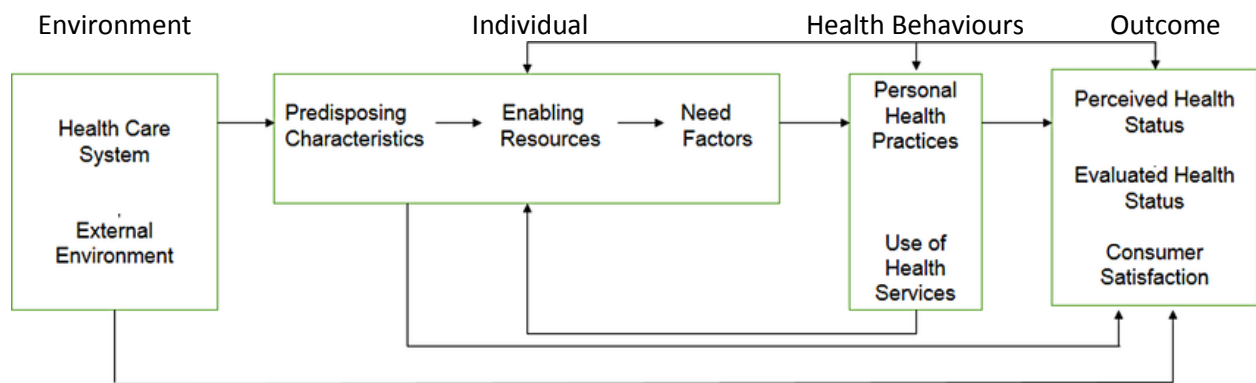 Environment
Individual
Health Behaviours
Outcome
Health Care
System
External
Environment
Predisposing
Characteristics
Enabling
Resources
Need
Factors
Personal
Health
Practices
Use of
Health
Services
Perceived Health
Status
Evaluated Health
Status
Consumer
Satisfaction